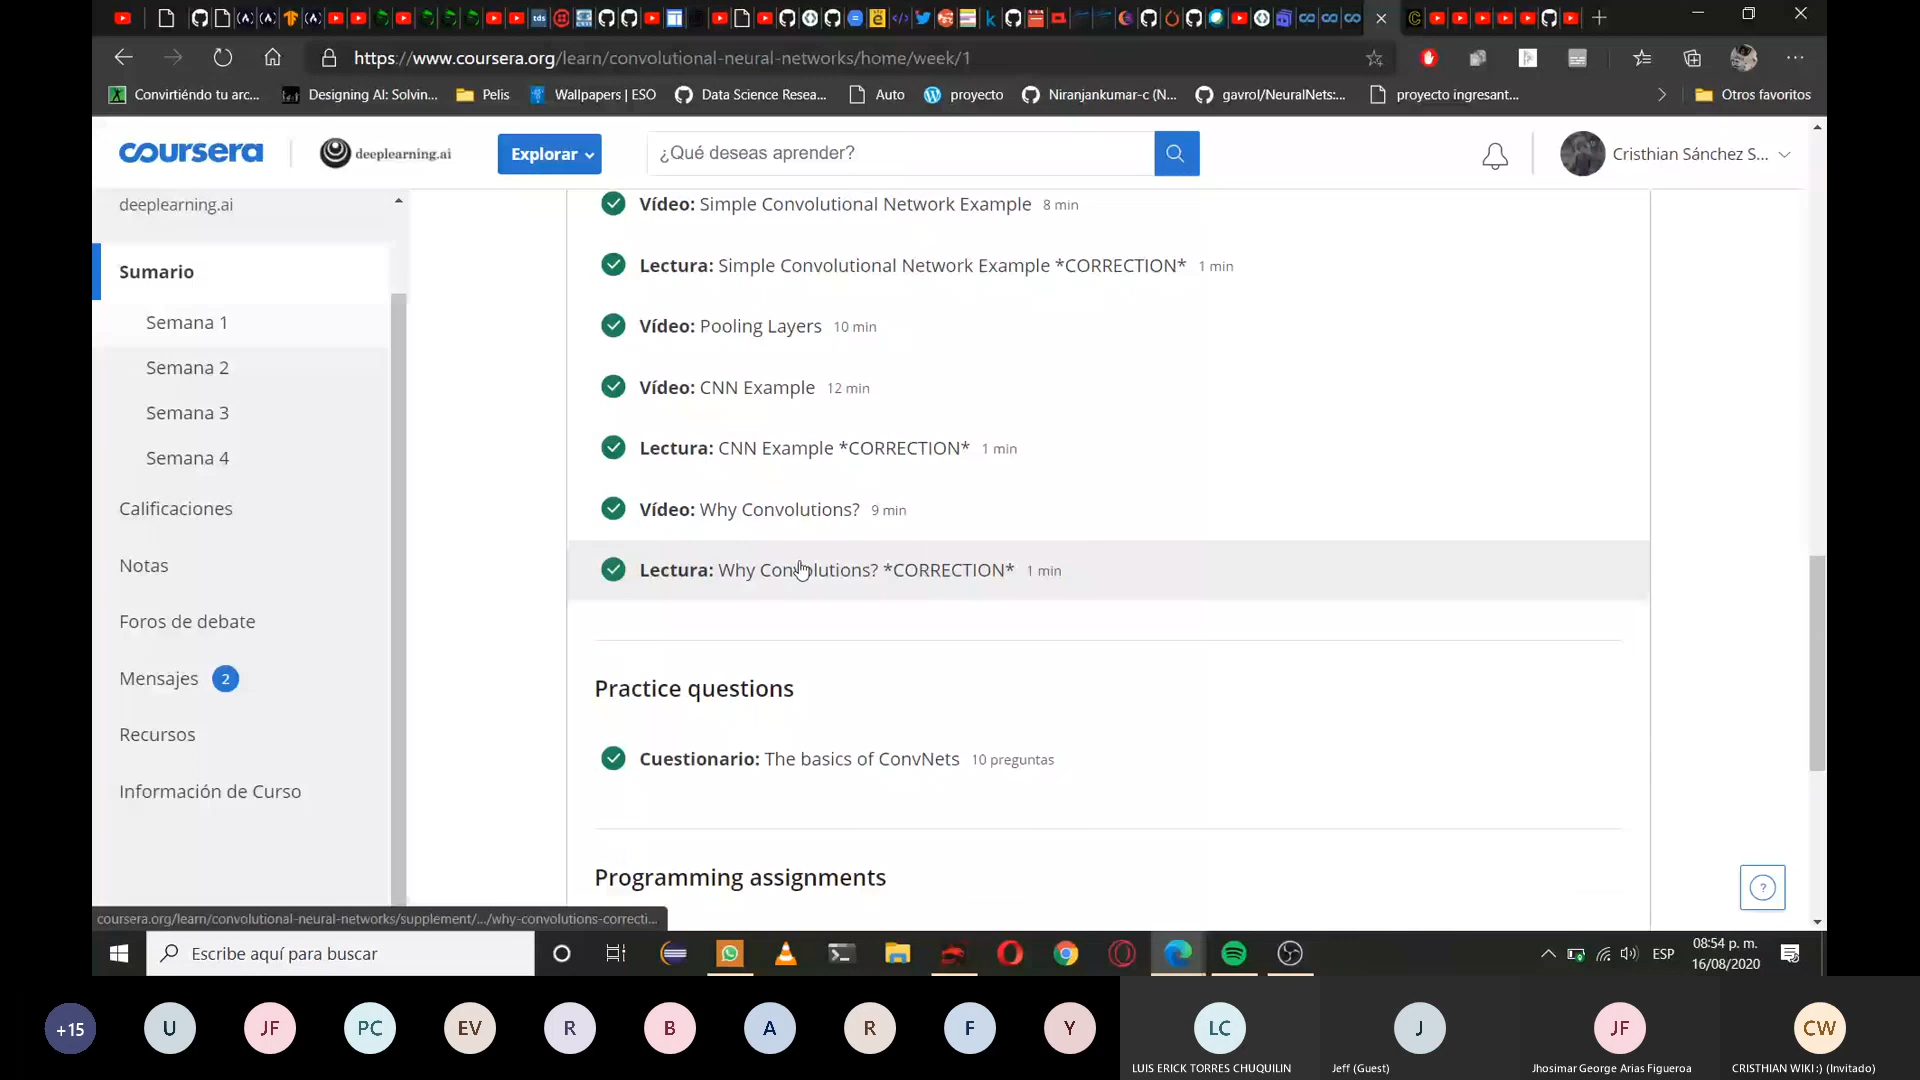 https://www.coursera.org/learn/convolutional-neural-networks/home/week/1
Convirtiéndo tu arc...
Designing AI: Solvin...
Pelis
Wallpapers | ESO
Data Science Resea...
Auto
proyecto
Niranjankumar-c (N...
gavrol/NeuralNets:...
proyecto ingresant...
Otros favoritos
coursera
deeplearning.ai
Explorar
¿Qué deseas aprender?
Cristhian Sánchez S...
deeplearning.ai
Sumario
Semana 1
Semana 2
Semana 3
Semana 4
Calificaciones
Notas
Foros de debate
Mensajes 2
Recursos
Información de Curso
Vídeo: Simple Convolutional Network Example 8 min
Lectura: Simple Convolutional Network Example *CORRECTION* 1 min
Vídeo: Pooling Layers 10 min
Vídeo: CNN Example 12 min
Lectura: CNN Example *CORRECTION* 1 min
Vídeo: Why Convolutions? 9 min
Lectura: Why Convolutions? *CORRECTION* 1 min
Practice questions
Cuestionario: The basics of ConvNets 10 preguntas
Programming assignments
?
coursera.org/learn/convolutional-neural-networks/supplement/.../why-convolutions-correcti...
Escribe aquí para buscar
ESP
08:54 p. m.
16/08/2020
+15
U
JF
PC
EV
R
B
A
R
F
Y
LC
J
JF
CW
LUIS ERICK TORRES CHUQUILIN
Jeff (Guest)
Jhosimar George Arias Figueroa
CRISTHIAN WIKI :) (Invitado)